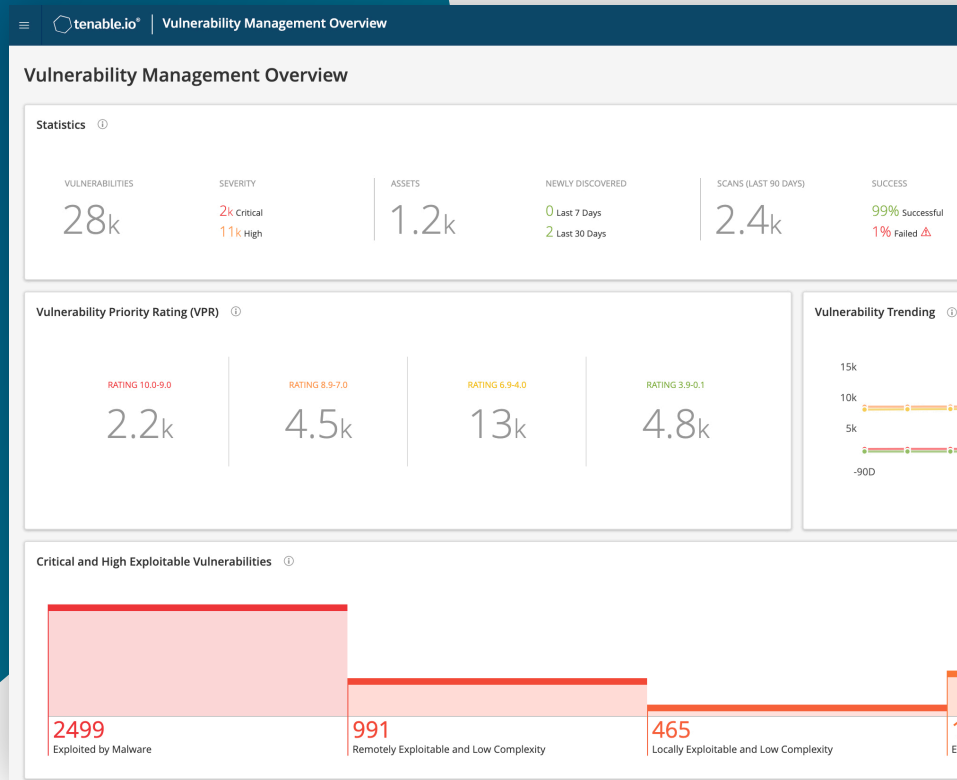 tenable.io® Vulnerability Management Overview
Vulnerability Management Overview
Statistics
VULNERABILITIES
28k
SEVERITY
2k Critical
11k High
ASSETS
1.2k
NEWLY DISCOVERED
0 Last 7 Days
2 Last 30 Days
SCANS (LAST 90 DAYS)
2.4k
SUCCESS
99% Successful
1% Failed
Vulnerability Priority Rating (VPR)
RATING 10.0-9.0
2.2k
RATING 8.9-7.0
4.5k
RATING 6.9-4.0
13k
RATING 3.9-0.1
4.8k
Vulnerability Trending
15k
10k
5k
-90D
Critical and High Exploitable Vulnerabilities
2499
Exploited by Malware
991
Remotely Exploitable and Low Complexity
465
Locally Exploitable and Low Complexity